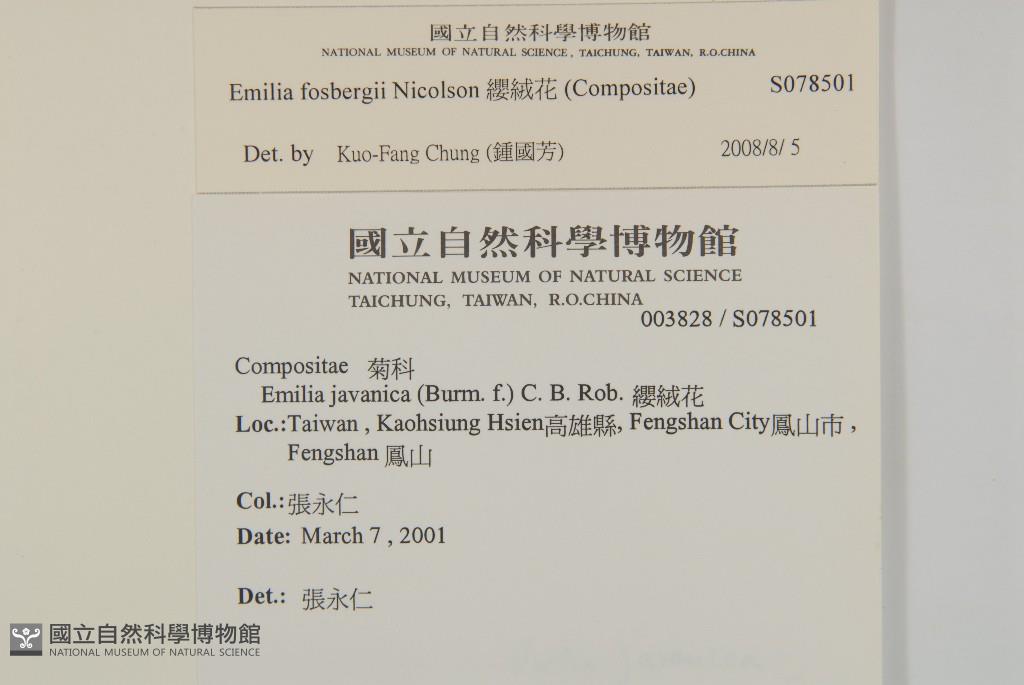 國立自然科學博物館
NATIONAL MUSEUM OF NATURAL SCIENCE, TAICHUNG, TAIWAN, R.O.CHINA
Emilia fosbergii Nicolson 纓絨花 (Compositae) S078501
Det. by Kuo-Fang Chung (鍾國芳) 2008/8/ 5
國立自然科學博物館
NATIONAL MUSEUM OF NATURAL SCIENCE
TAICHUNG, TAIWAN, R.O.CHINA
003828 / S078501
Compositae 菊科
Emilia javanica (Burm. f.) C. B. Rob. 纓絨花
Loc.:Taiwan , Kaohsiung Hsien高雄縣, Fengshan City鳳山市 ,
Fengshan 鳳山
Col.: 張永仁
Date: March 7 , 2001
Det.: 張永仁
國立自然科學博物館
NATIONAL MUSEUM OF NATURAL SCIENCE